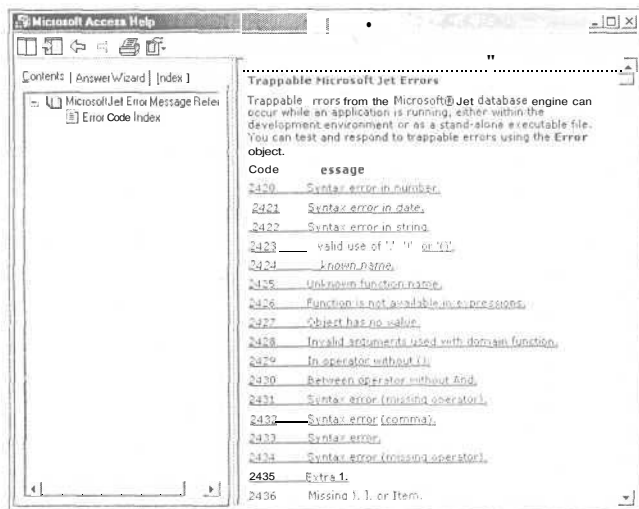 Microsoft Access Help
Contents | Answer Wizard | Index ]
Microsoft Jet Error Message Refer
Error Code Index
Trappable Microsoft Jet Errors
Trappable rrors from the Microsoft® Jet database engine can
occur while an application is running, either within the
development environment or as a stand-alone executable file.
You can test and respond to trappable errors using the Error
object.
Code essage
2420 Syntax error in number.
2421 Syntax error in date.
2422 Syntax error in string.
2423 valid use of '.' '!' or '()'.
2424 known name.
2425 Unknown function name.
2426 Function is not available in expressions.
2427 Object has no value.
2428 Invalid arguments used with domain function.
2429 In operator without ().
2430 Between operator without And.
2431 Syntax error (missing operator).
2432 Syntax error (comma).
2433 Syntax error.
2434 Syntax error (missing operator).
2435 Extra 1.
2436 Missing ), ], or Item.